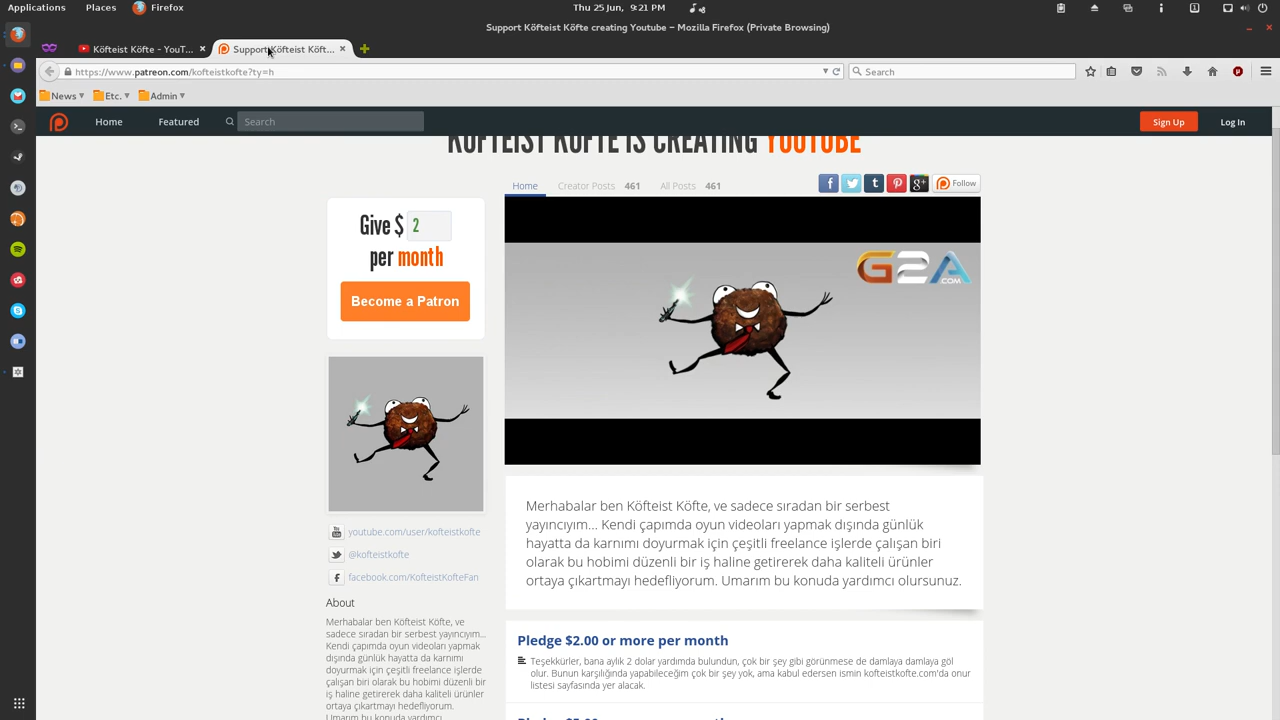 Applications Places Firefox Thu 25 Jun, 9:21 PM
Support Köfteist Köfte creating Youtube – Mozilla Firefox (Private Browsing)
Köfteist Köfte - YouT... Support Köfteist Köft...
https://www.patreon.com/kofteistkofte?ty=h Search
News Etc. Admin
Home Featured Search Sign Up Log In
KÖFTEIST KÖFTE IS CREATING YOUTUBE
Home Creator Posts 461 All Posts 461 Follow
Give $ 2
per month
Become a Patron
G2A
.COM
youtube.com/user/kofteistkofte
@kofteistkofte
facebook.com/KofteistKofteFan
About
Merhabalar ben Köfteist Köfte, ve
sadece sıradan bir serbest yayıncıyım...
Kendi çapımda oyun videoları yapmak
dışında günlük hayatta da karnımı
doyurmak için çeşitli freelance işlerde
çalışan biri olarak bu hobimi düzenli bir
iş haline getirerek daha kaliteli ürünler
ortaya çıkartmayı hedefliyorum.
Umarım bu konuda yardımcı
Merhabalar ben Köfteist Köfte, ve sadece sıradan bir serbest
yayıncıyım... Kendi çapımda oyun videoları yapmak dışında günlük
hayatta da karnımı doyurmak için çeşitli freelance işlerde çalışan biri
olarak bu hobimi düzenli bir iş haline getirerek daha kaliteli ürünler
ortaya çıkartmayı hedefliyorum. Umarım bu konuda yardımcı olursunuz.
Pledge $2.00 or more per month
Teşekkürler, bana aylık 2 dolar yardımda bulundun, çok bir şey gibi görünmese de damlaya damlaya göl
olur. Bunun karşılığında yapabileceğim çok bir şey yok, ama kabul edersen ismin kofteistkofte.com'da onur
listesi sayfasında yer alacak.